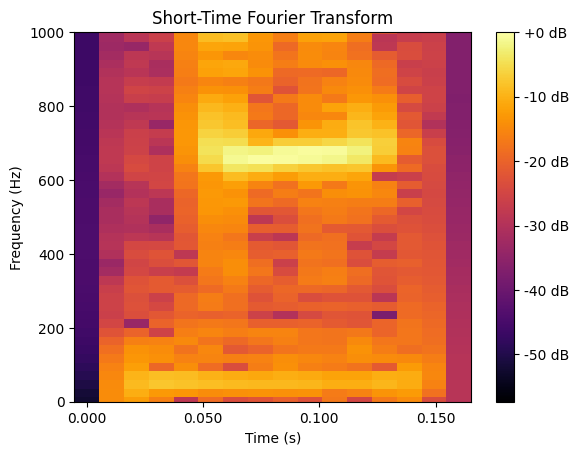 Short-Time Fourier Transform
1000
800
600
400
200
0
Frequency (Hz)
0.000
0.050
0.100
0.150
Time (s)
+0 dB
-10 dB
-20 dB
-30 dB
-40 dB
-50 dB